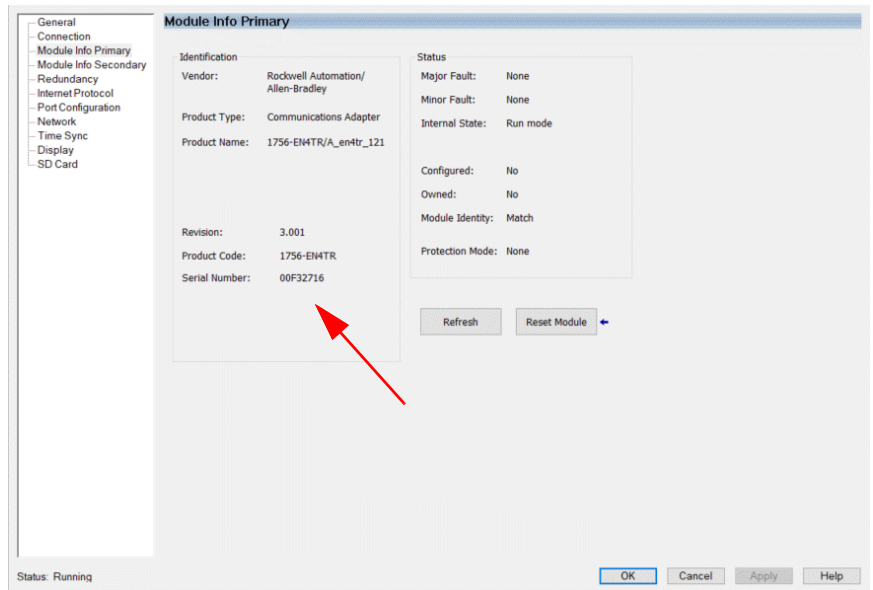 General
Connection
Module Info Primary
Module Info Secondary
Redundancy
Internet Protocol
Port Configuration
Network
Time Sync
Display
SD Card
Module Info Primary
Identification
Vendor: Rockwell Automation/
Allen-Bradley
Product Type: Communications Adapter
Product Name: 1756-EN4TR/A_en4tr_121
Revision: 3.001
Product Code: 1756-EN4TR
Serial Number: 00F32716
Status
Major Fault: None
Minor Fault: None
Internal State: Run mode
Configured: No
Owned: No
Module Identity: Match
Protection Mode: None
Refresh Reset Module
Status: Running
OK Cancel Apply Help